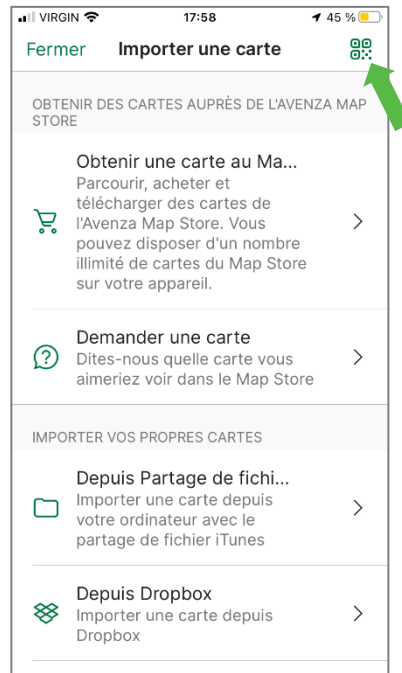 VIRGIN 17:58 45 %
Fermer Importer une carte
OBTENIR DES CARTES AUPRÈS DE L'AVENZA MAP
STORE
Obtenir une carte au Ma...
Parcourir, acheter et
télécharger des cartes de
l'Avenza Map Store. Vous
pouvez disposer d'un nombre
illimité de cartes du Map Store
sur votre appareil.
Demander une carte
Dites-nous quelle carte vous
aimeriez voir dans le Map Store
IMPORTER VOS PROPRES CARTES
Depuis Partage de fichi...
Importer une carte depuis
votre ordinateur avec le
partage de fichier iTunes
Depuis Dropbox
Importer une carte depuis
Dropbox